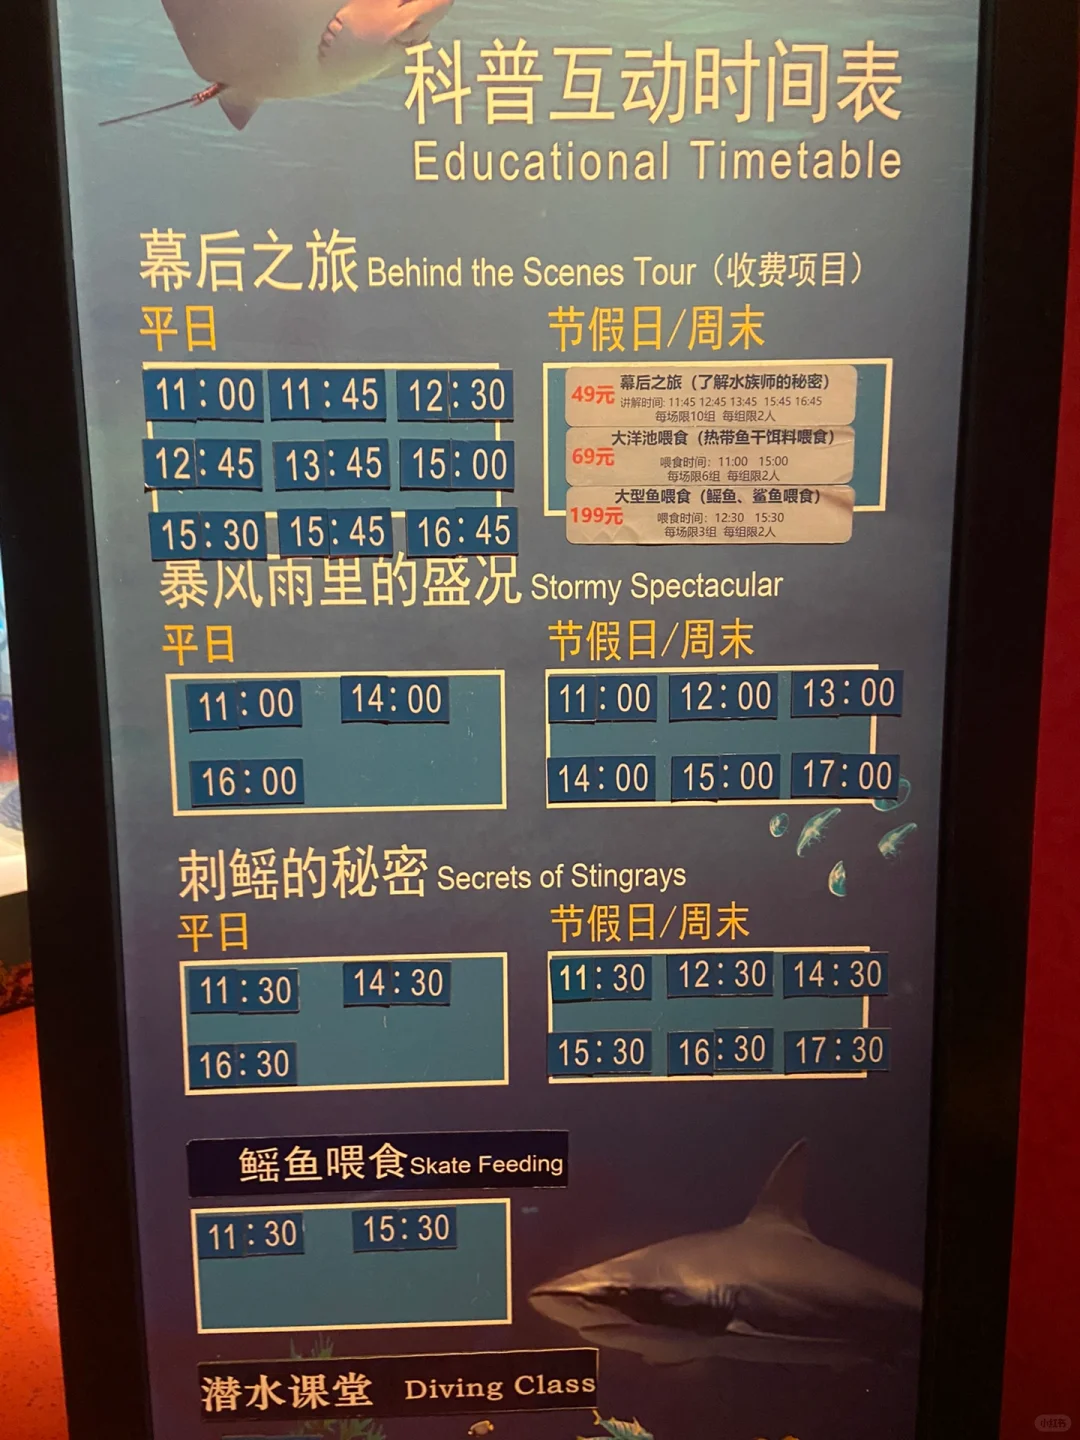 科普互动时间表
Educational Timetable
幕后之旅 Behind the Scenes Tour（收费项目）
平日
11:00 11:45 12:30
12:45 13:45 15:00
15:30 15:45 16:45
节假日/周末
49元
幕后之旅（了解水族师的秘密）
讲解时间: 11:45 12:45 13:45 15:45 16:45
每场限10组 每组限2人
69元
大洋池喂食（热带鱼干饵料喂食）
喂食时间: 11:00 15:00
每场限6组 每组限2人
199元
大型鱼喂食（鳐鱼、鲨鱼喂食）
喂食时间: 12:30 15:30
每场限3组 每组限2人
暴风雨里的盛况 Stormy Spectacular
平日
11:00 14:00
16:00
节假日/周末
11:00 12:00 13:00
14:00 15:00 17:00
刺鳐的秘密 Secrets of Stingrays
平日
11:30 14:30
16:30
节假日/周末
11:30 12:30 14:30
15:30 16:30 17:30
鳐鱼喂食 Skate Feeding
11:30 15:30
潜水课堂 Diving Class
小红书